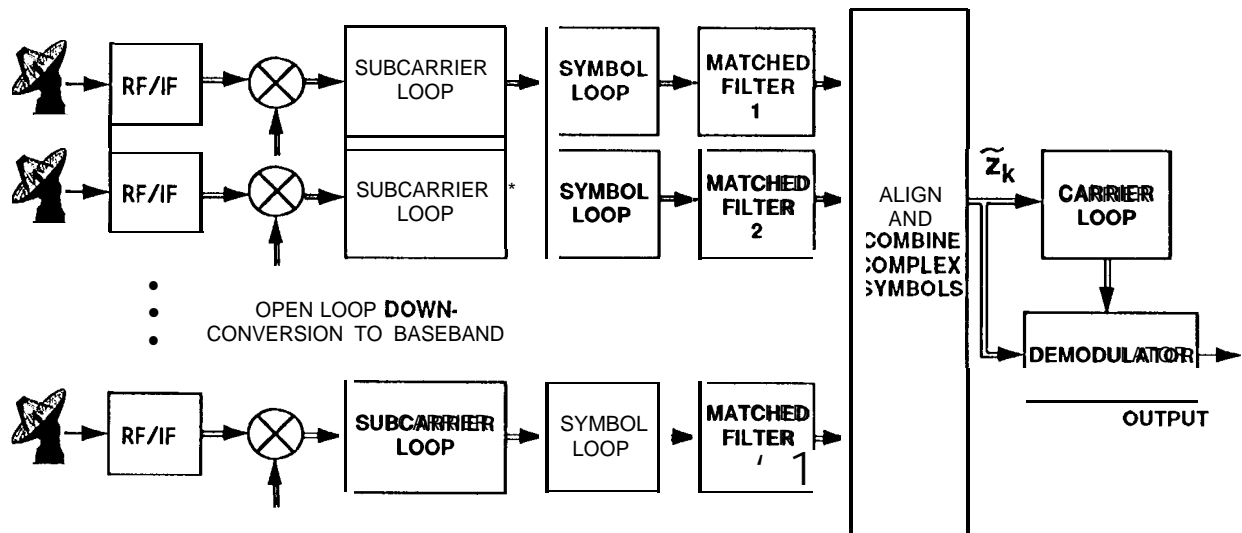 RF/IF
SUBCARRIER
LOOP
SYMBOL
LOOP
MATCHED
FILTER
1
RF/IF
SUBCARRIER
LOOP
*
SYMBOL
LOOP
MATCHED
FILTER
2
ALIGN
AND
COMBINE
COMPLEX
SYMBOLS
z̃k
CARRIER
LOOP
OPEN LOOP DOWN-
CONVERSION TO BASEBAND
DEMODULATOR
OUTPUT
RF/IF
SUBCARRIER
LOOP
SYMBOL
LOOP
MATCHED
FILTER
' 1